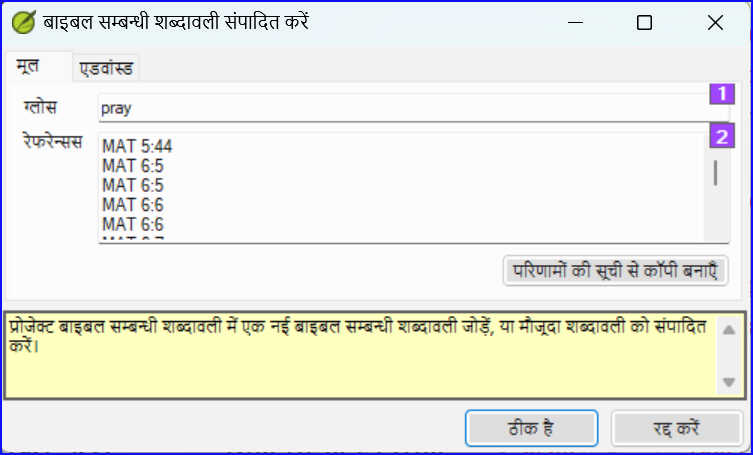 बाइबल सम्बन्धी शब्दावली संपादित करें
मूल एडवांस्ड
1
ग्लोस pray
2
रेफरेन्सस
MAT 5:44
MAT 6:5
MAT 6:5
MAT 6:6
MAT 6:6
परिणामों की सूची से कॉपी बनाएँ
प्रोजेक्ट बाइबल सम्बन्धी शब्दावली में एक नई बाइबल सम्बन्धी शब्दावली जोड़ें, या मौजूदा शब्दावली को संपादित
करें।
ठीक है रद्द करें